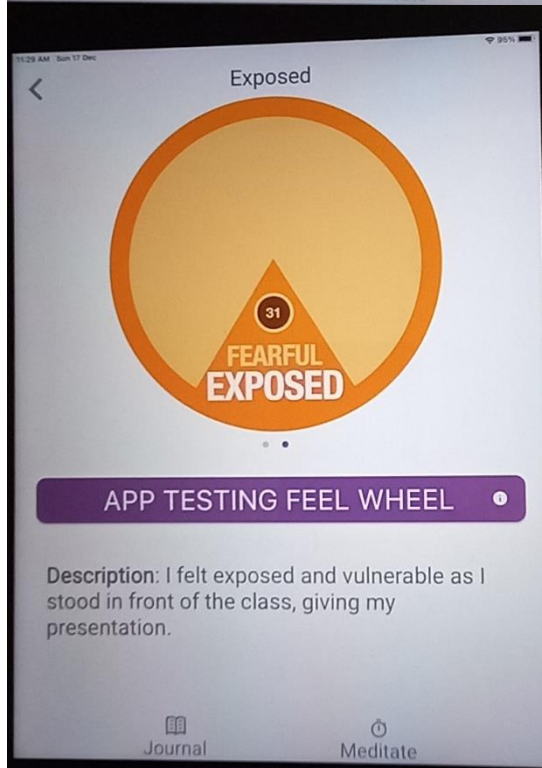 11:29 AM Sun 17 Dec
95%
Exposed
31
FEARFUL
EXPOSED
APP TESTING FEEL WHEEL
Description: I felt exposed and vulnerable as I
stood in front of the class, giving my
presentation.
Journal
Meditate